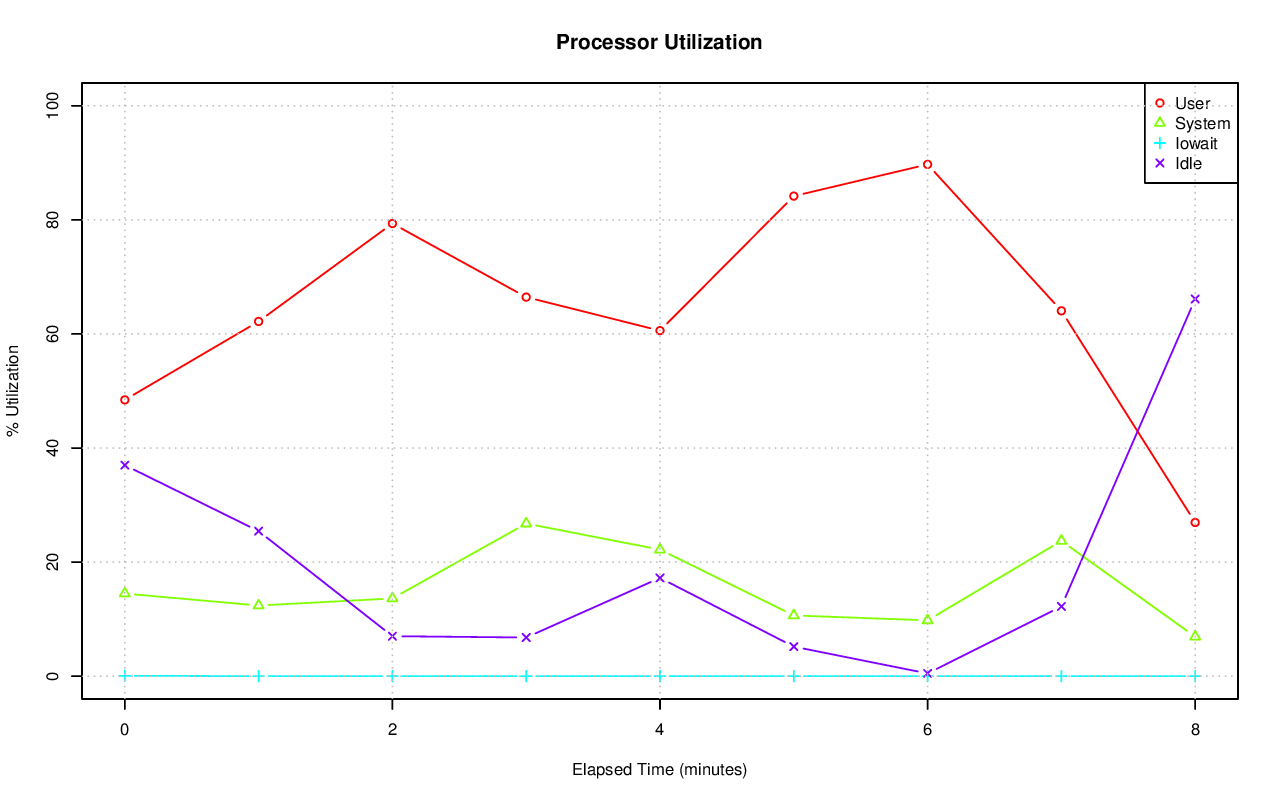 Processor Utilization
User
System
Iowait
Idle
% Utilization
100
80
60
40
20
0
0 2 4 6 8
Elapsed Time (minutes)